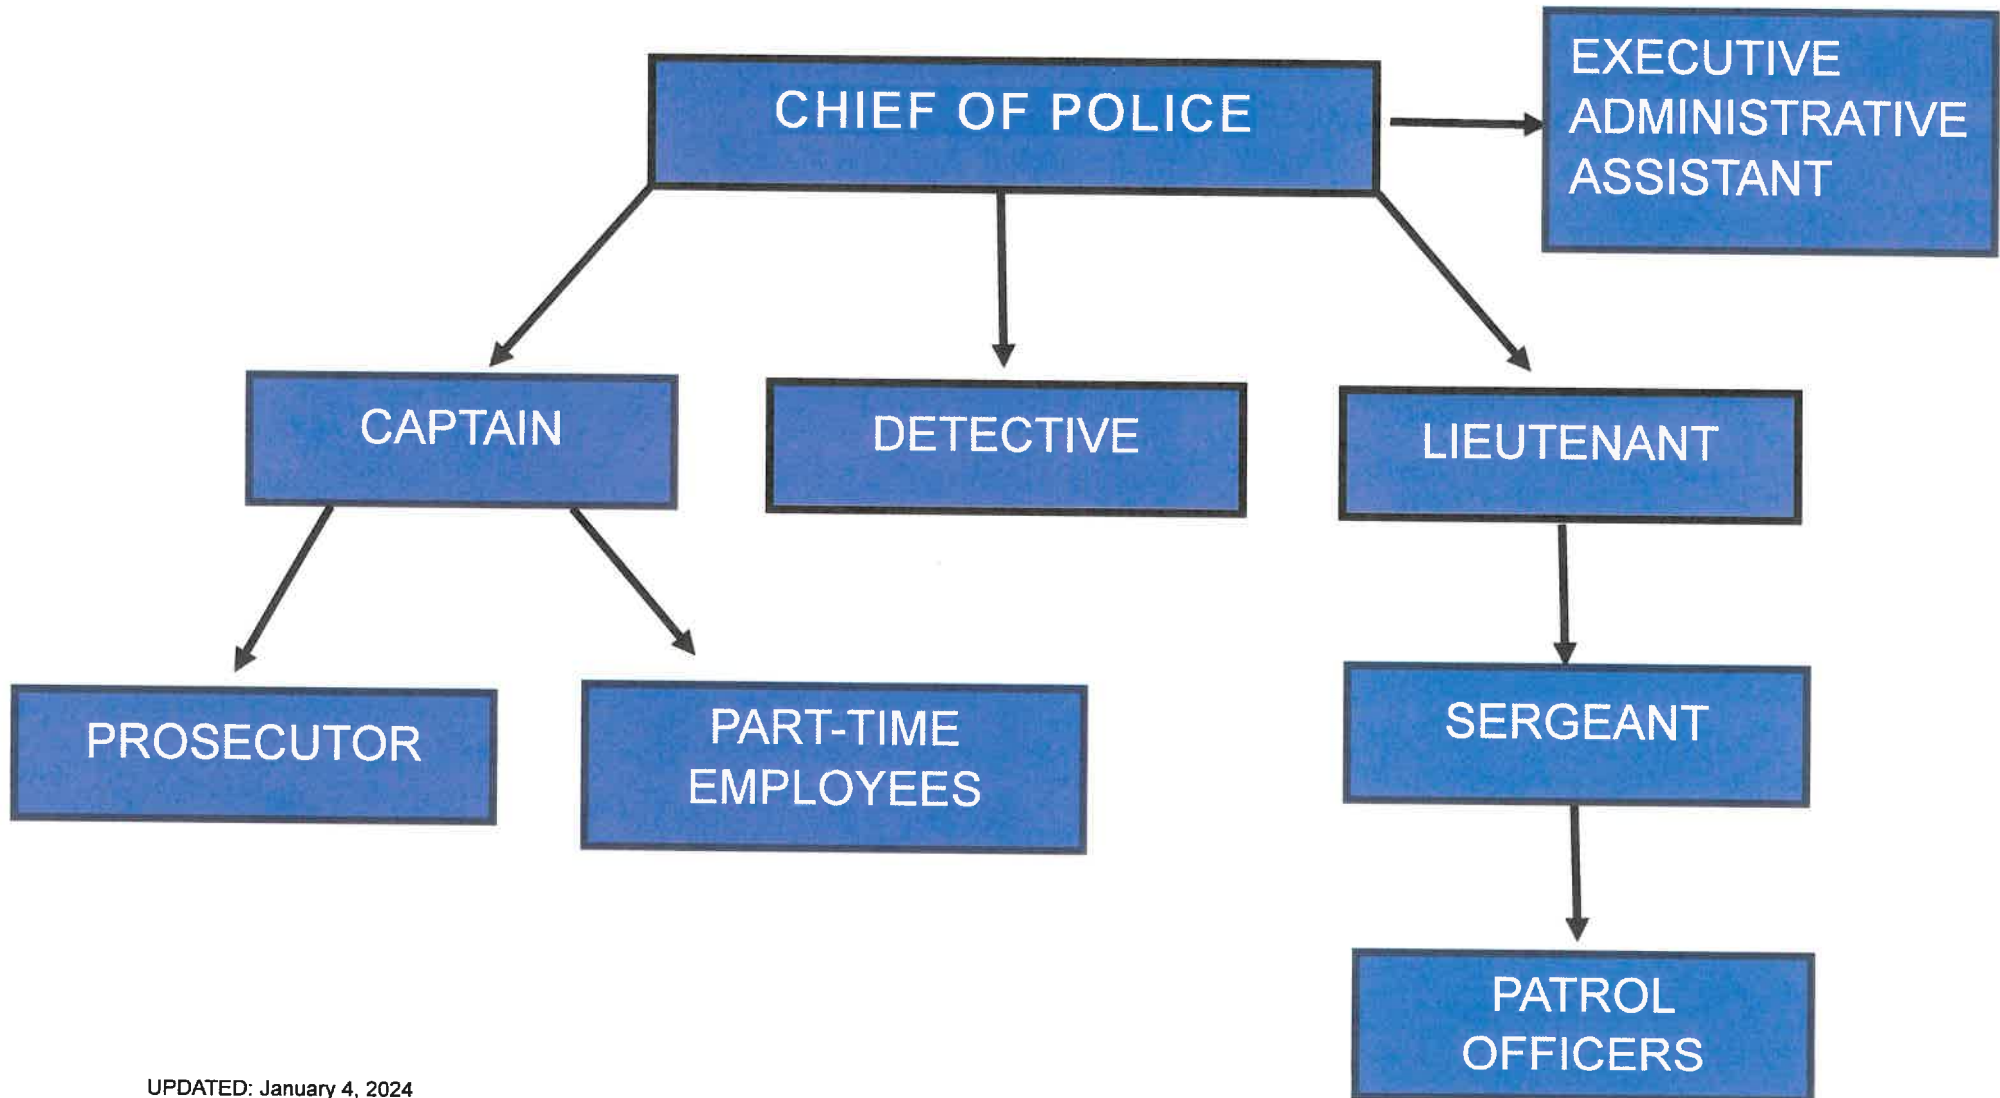 CHIEF OF POLICE
EXECUTIVE
ADMINISTRATIVE
ASSISTANT
CAPTAIN
DETECTIVE
LIEUTENANT
PROSECUTOR
PART-TIME
EMPLOYEES
SERGEANT
PATROL
OFFICERS
UPDATED: January 4, 2024